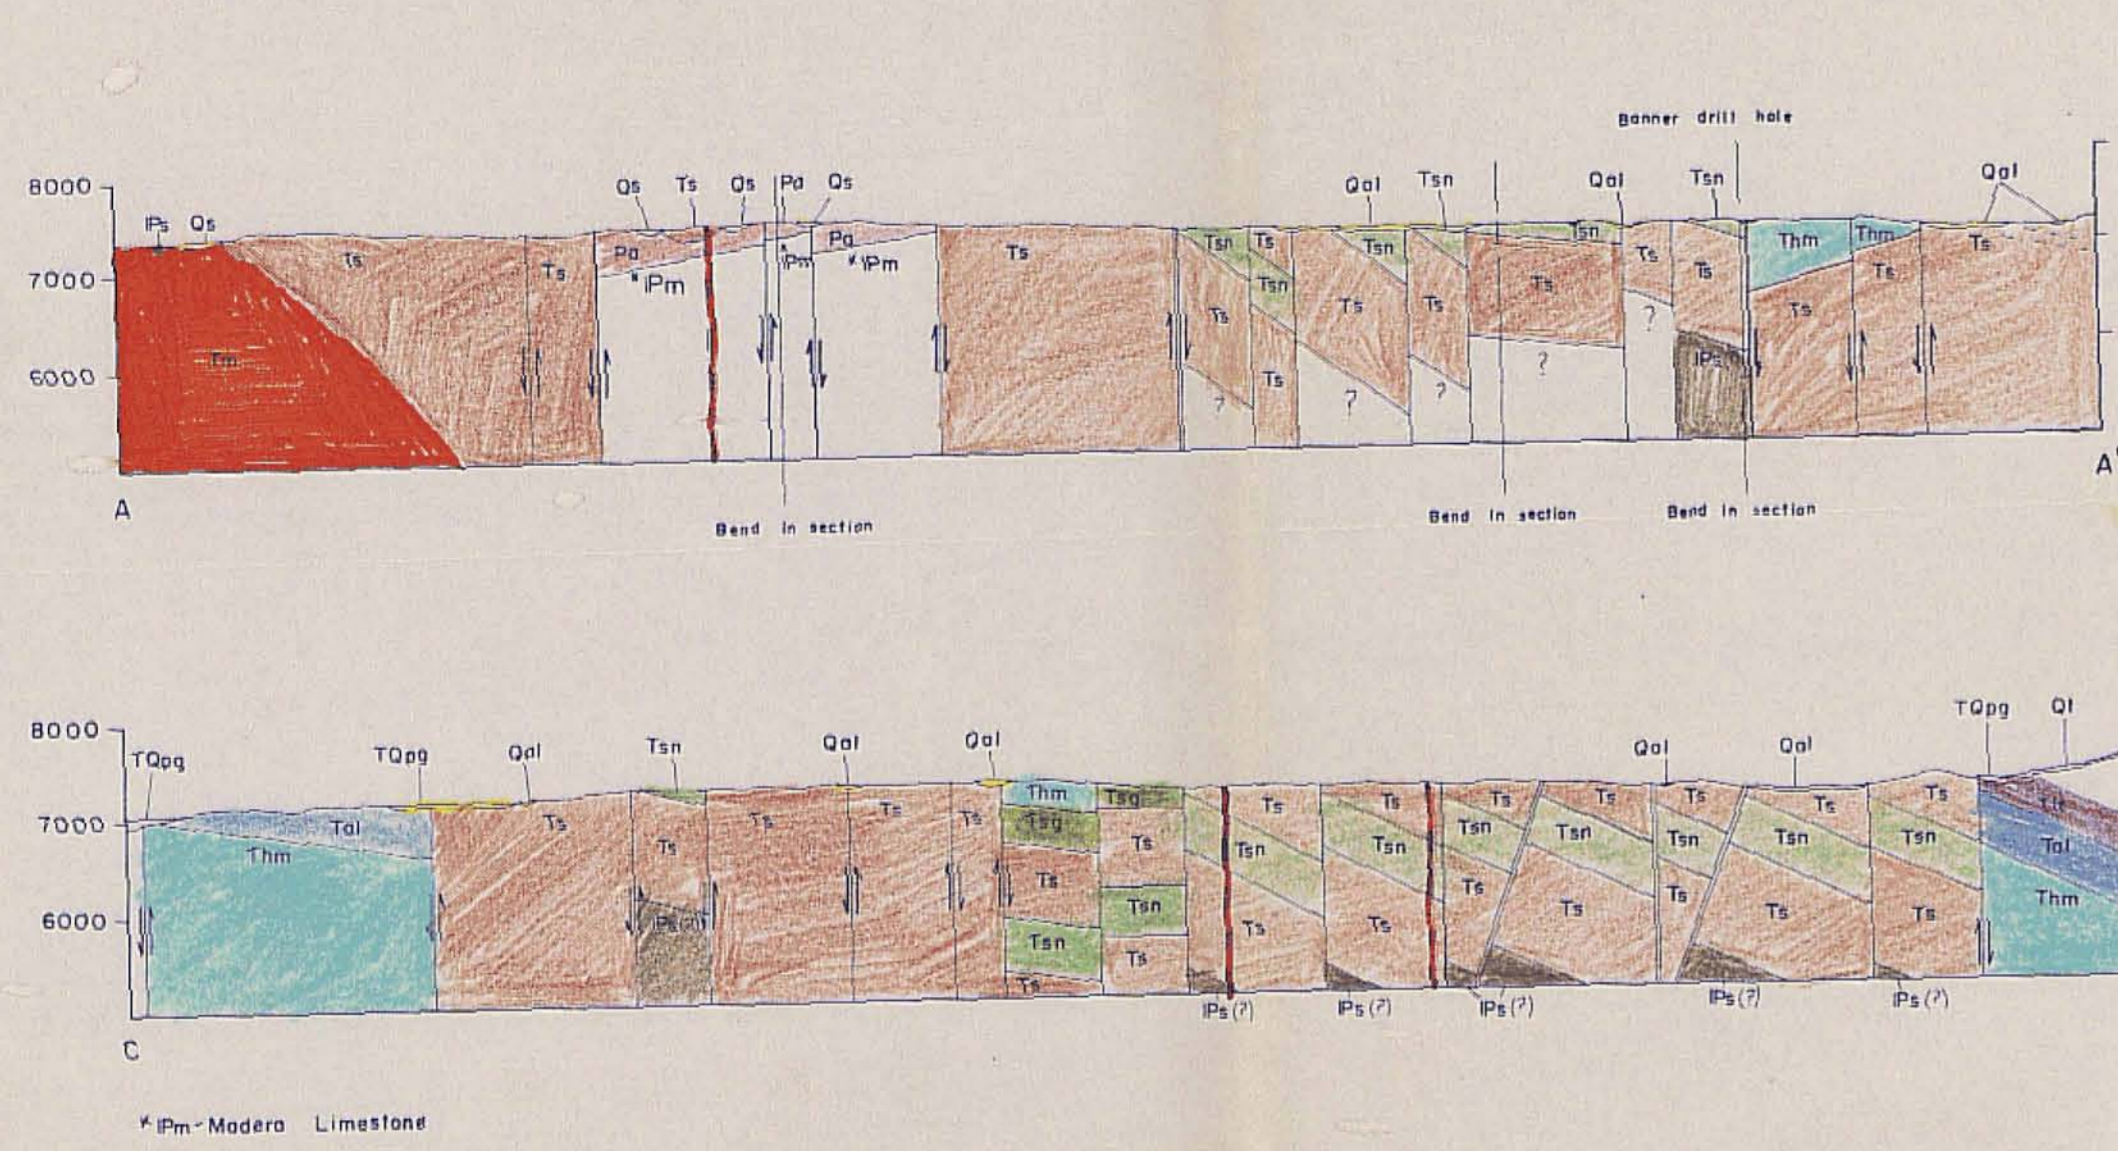 Banner drill hole
8000
Qs Ts Qs Pa Qs
Qal Tsn
Qal
Tsn
Qal
IPs Qs
Ts Ts
Pa
Pa
Ts
Tsn Ts
Tsn
Tsn
Ts
Thm Thm
Ts
7000
*IPm
IPm
*IPm
Tsn
Ts
Ts
Ts
Ts
Ts
Ts
Ts
?
6000
Ts
? ? ?
?
IPs
A
A'
Bend in section
Bend in section
Bend in section
8000
TQpg
TQpg
Qal
Tsn
Qal
Qal
Qal
Qal
TQpg
Qt
7000
Tal
Thm
Ts
Ts
Ts
Ts
Ts
Thm
Tsg
Tsg
Ts
Ts
Ts
Ts
Ts
Ts
Ts
Ts
Tsn
Tsn
Tsn
Tsn
Tsn
Tsn
Tsn
Tal
Thm
6000
Ts
Tsn
Tsn
Ts
Ts
Ts
Ts
Ts
Ts
Ts
Ts
Ts
IPs(?)
IPs(?)
IPs(?)
IPs(?)
IPs(?)
C
*IPm-Madera Limestone